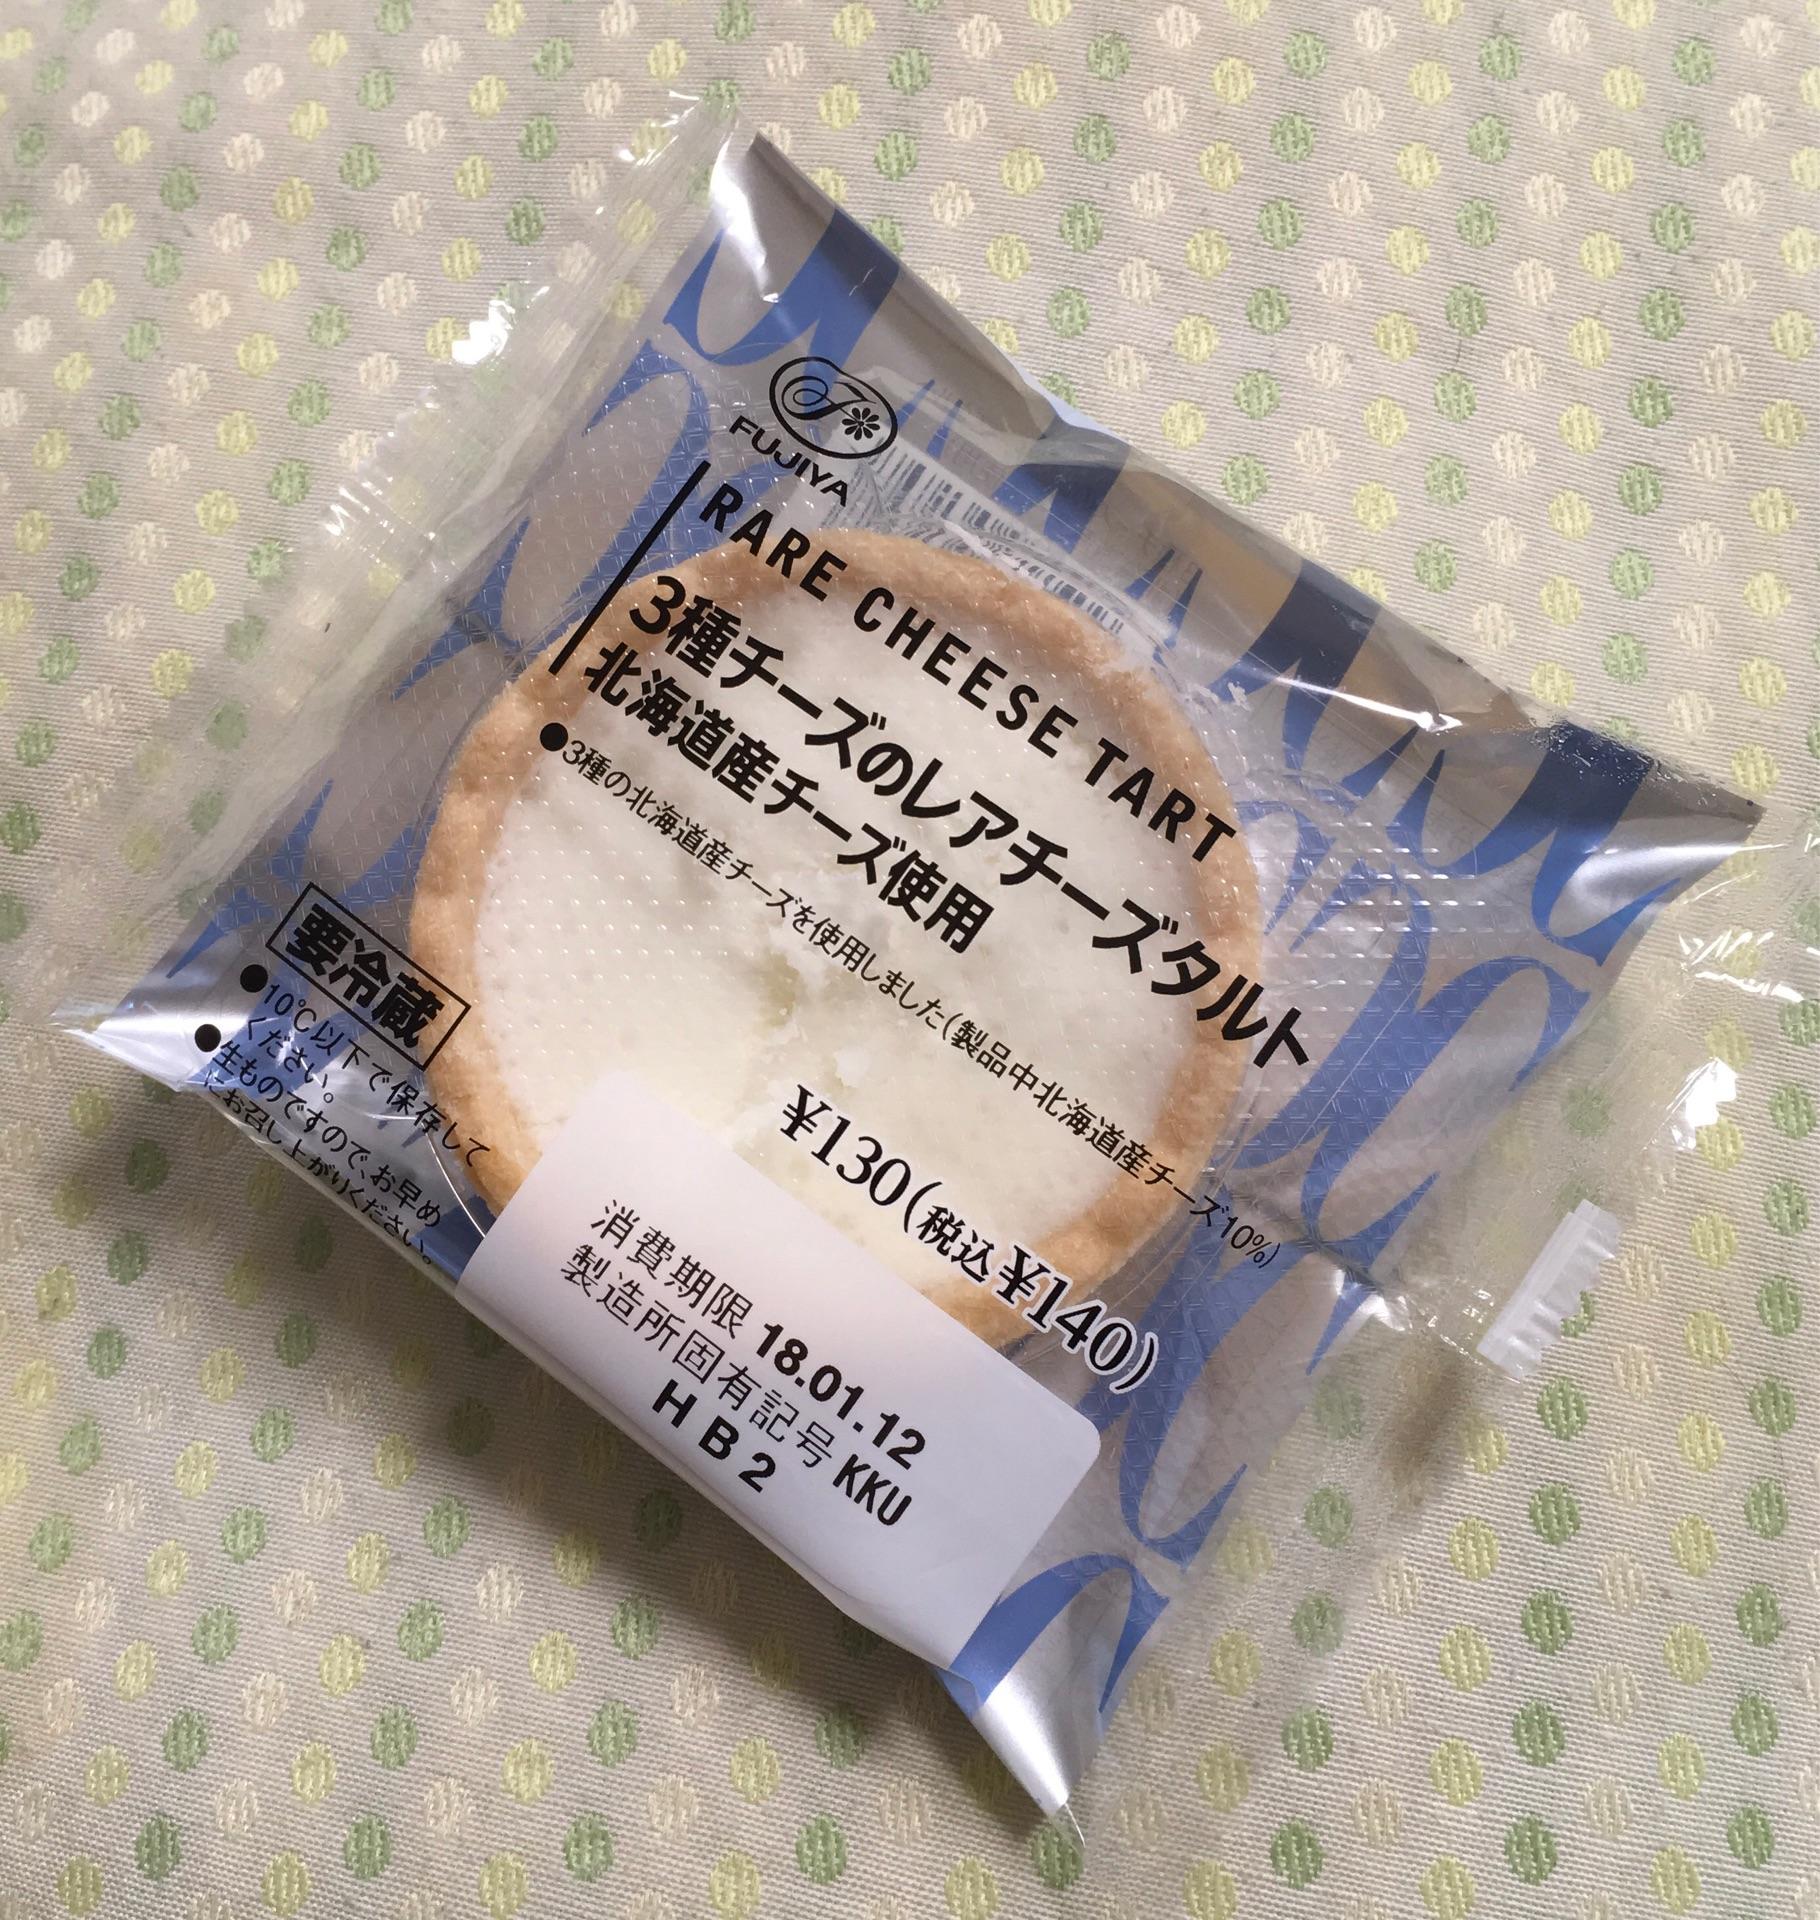 FUJIYA
RARE CHEESE TART
3種チーズのレアチーズタルト
北海道産チーズ使用
●3種の北海道産チーズを使用しました(製品中北海道産チーズ10%)
¥130(税込¥140)
要冷蔵
●10℃以下で保存して
ください。
●生ものですので、お早め
にお召し上がりください。
消費期限 18.01.12
製造所固有記号 KKU
HB2